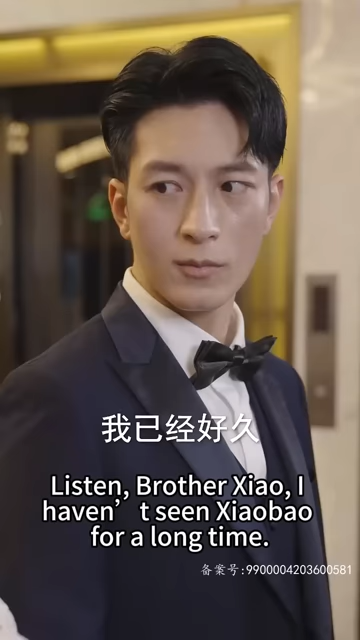 我已经好久
Listen, Brother Xiao, I
haven't seen Xiaobao
for a long time.
备案号:9900004203600581